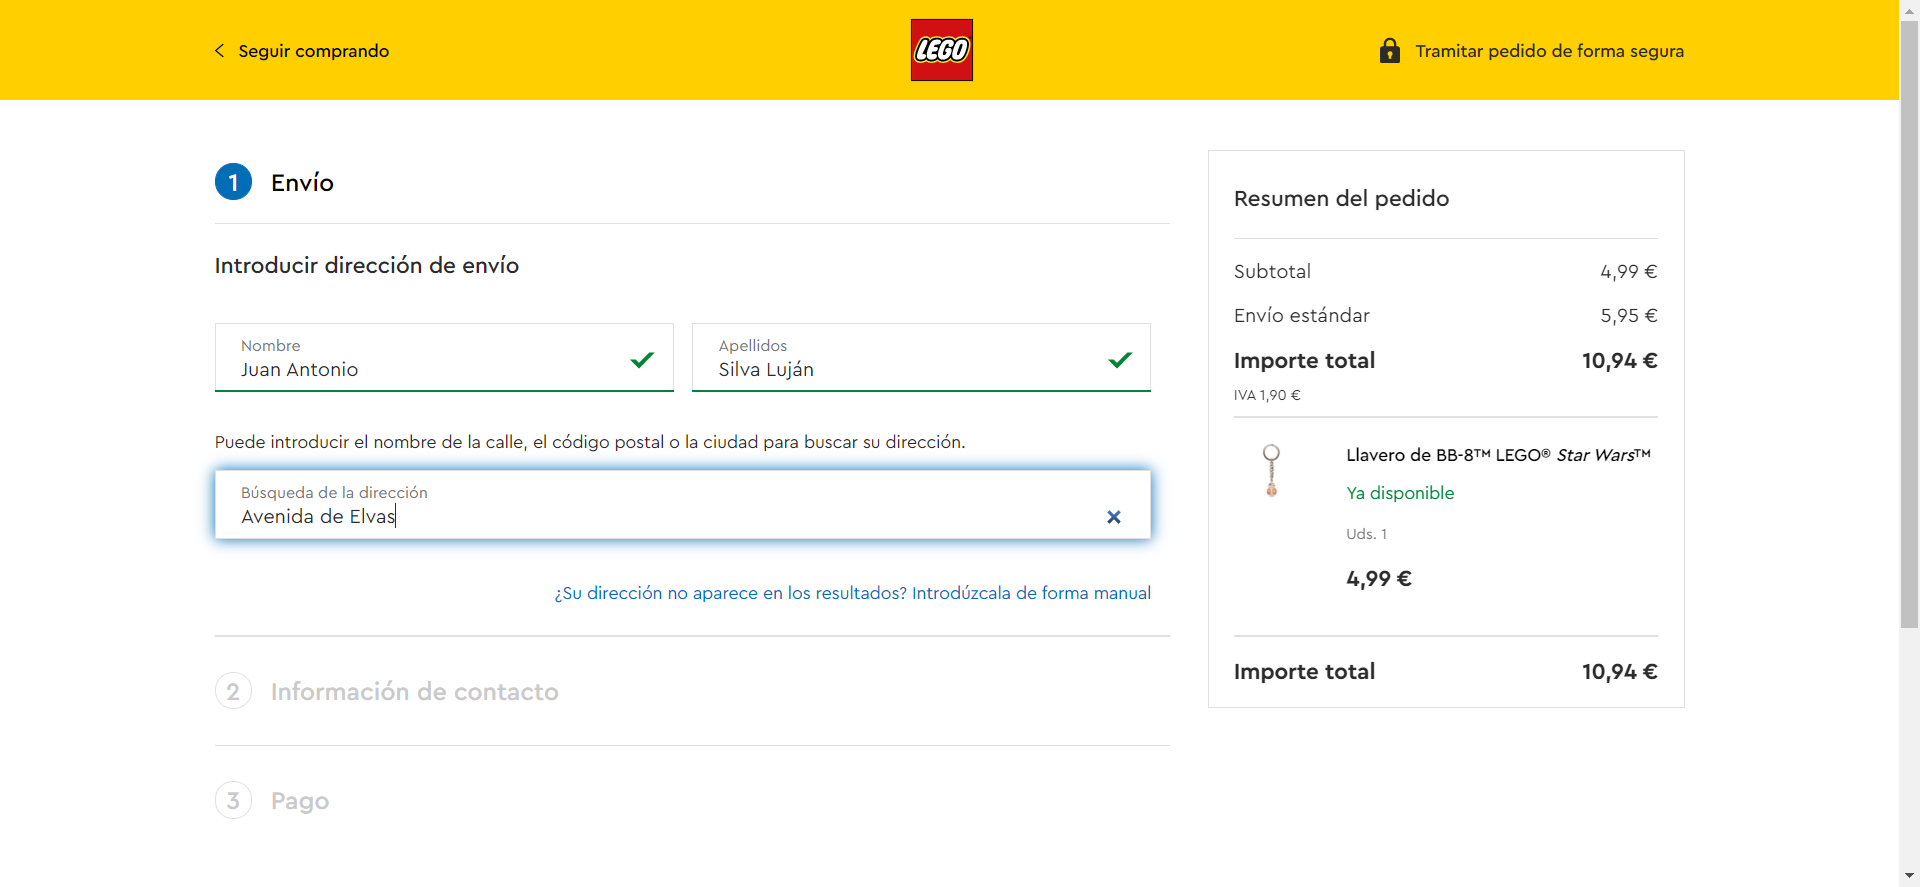 Seguir comprando
LEGO
Tramitar pedido de forma segura
1 Envío
Introducir dirección de envío
Nombre
Juan Antonio
Apellidos
Silva Luján
Puede introducir el nombre de la calle, el código postal o la ciudad para buscar su dirección.
Búsqueda de la dirección
Avenida de Elvas
¿Su dirección no aparece en los resultados? Introdúzcala de forma manual
2 Información de contacto
3 Pago
Resumen del pedido
Subtotal 4,99 €
Envío estándar 5,95 €
Importe total 10,94 €
IVA 1,90 €
Llavero de BB-8™ LEGO® Star Wars™
Ya disponible
Uds. 1
4,99 €
Importe total 10,94 €